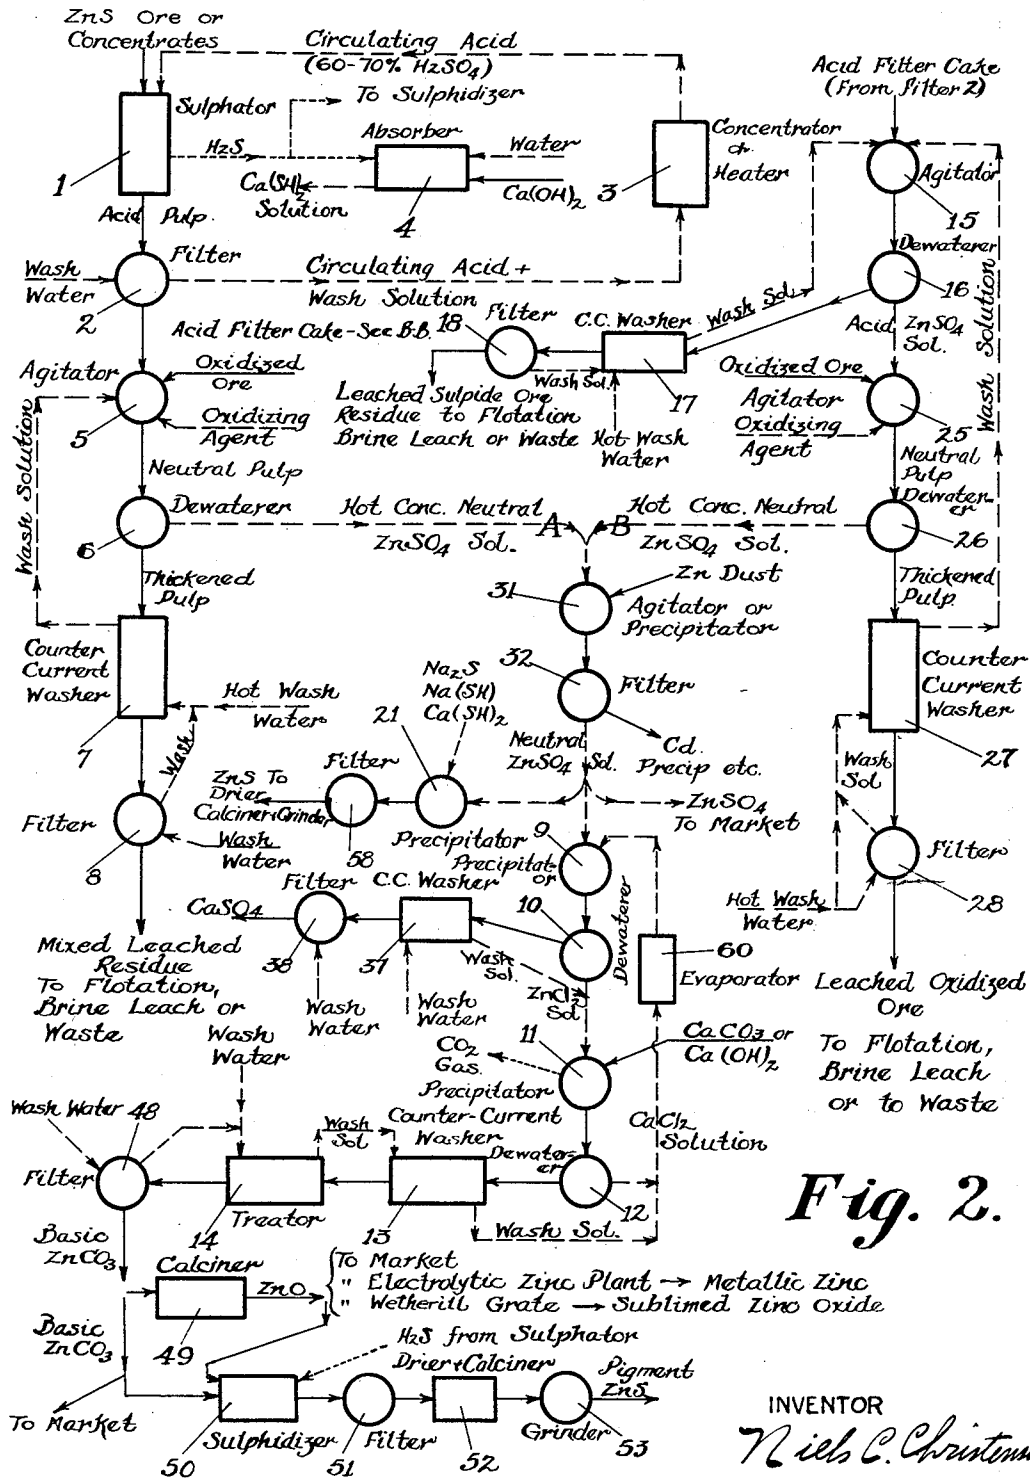 ZnS Ore or
Concentrates
Circulating Acid
(60-70% H2SO4)
Acid Filter Cake
(From filter 2)
To Sulphidizer
Sulphator
Absorber
Concentrator
or
Heater
H2S
Water
1
Ca(SH)2
Solution
Ca(OH)2
3
Agitator
4
15
Acid Pulp
Filter
Dewaterer
Wash
Water
Circulating Acid +
Wash Solution
16
2
Wash Sol.
Wash Solution
Acid ZnSO4
Sol.
Acid Filter Cake-See B.B.
18
Filter
C.C. Washer
Agitator
Oxidized
Ore
Wash Sol.
Oxidized Ore
17
Leached Sulpide Ore
Residue to Flotation
Brine Leach or Waste
Hot Wash
Water
Agitator
Oxidizing
Agent
25
5
Oxidizing
Agent
Wash Solution
Neutral Pulp
Neutral
Pulp
Dewaterer
Hot Conc. Neutral
A
B
Hot Conc. Neutral
Dewater-
er
6
ZnSO4 Sol.
ZnSO4 Sol.
26
Thickened
Pulp
Zn Dust
Thickened
Pulp
31
Agitator or
Precipitator
Counter
Current
Washer
32
Filter
Counter
Current
Washer
Na2S
Na(SH)
Ca(SH)2
Hot Wash
Water
21
7
Wash
Neutral
ZnSO4 Sol.
Cd.
Precip etc.
27
Wash
Sol
ZnS To
Drier
Calciner+Grinder
Filter
ZnSO4
To Market
Filter
Wash
Water
58
Precipitator
9
Precipitat-
or
Filter
8
Filter
C.C. Washer
28
CaSO4
10
Dewaterer
Hot Wash
Water
38
37
Wash
Sol.
60
Evaporator
Mixed Leached
Residue
To Flotation,
Brine Leach or
Waste
Wash
Water
Wash
Water
ZnCl2
Sol
Leached Oxidized
Ore
Wash
Water
CO2
Gas.
11
CaCO3 or
Ca(OH)2
To Flotation,
Brine Leach
or to Waste
Precipitator
Wash Water
48
Counter-Current
Washer
Wash
Sol
CaCl2
Solution
Filter
Dewater-
er
14
Treator
13
Wash Sol.
12
Fig. 2.
Basic
ZnCO3
Calciner
ZnO
To Market
" Electrolytic Zinc Plant → Metallic Zinc
" Wetherill Grate → Sublimed Zinc Oxide
Basic
ZnCO3
49
H2S from Sulphator
Drier+Calciner
Pigment
ZnS
To Market
50
Sulphidizer
51
Filter
52
Grinder
53
INVENTOR
Niels C. Christens